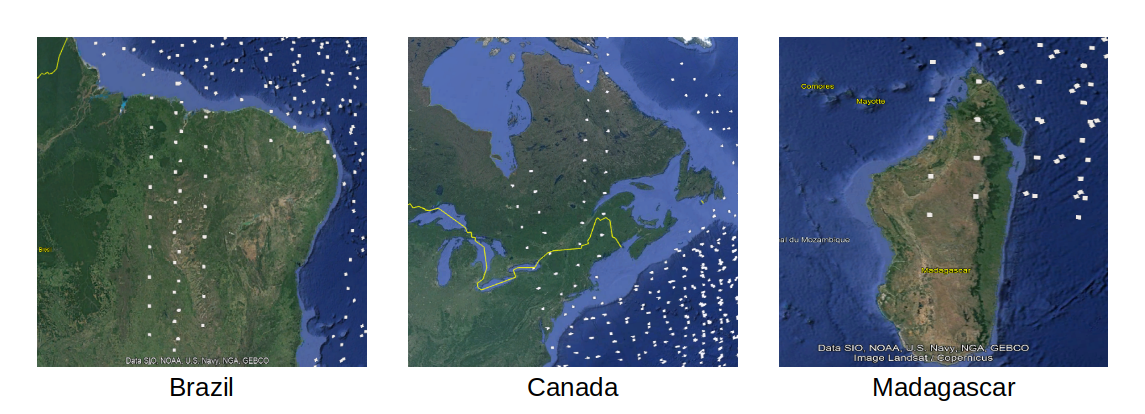 Comores
Mayotte
al du Mozambique
Madagascar
Data SIO, NOAA, U.S. Navy, NGA, GEBCO
Data SIO, NOAA, U.S. Navy, NGA, GEBCO
Image Landsat / Copernicus
Brazil
Canada
Madagascar